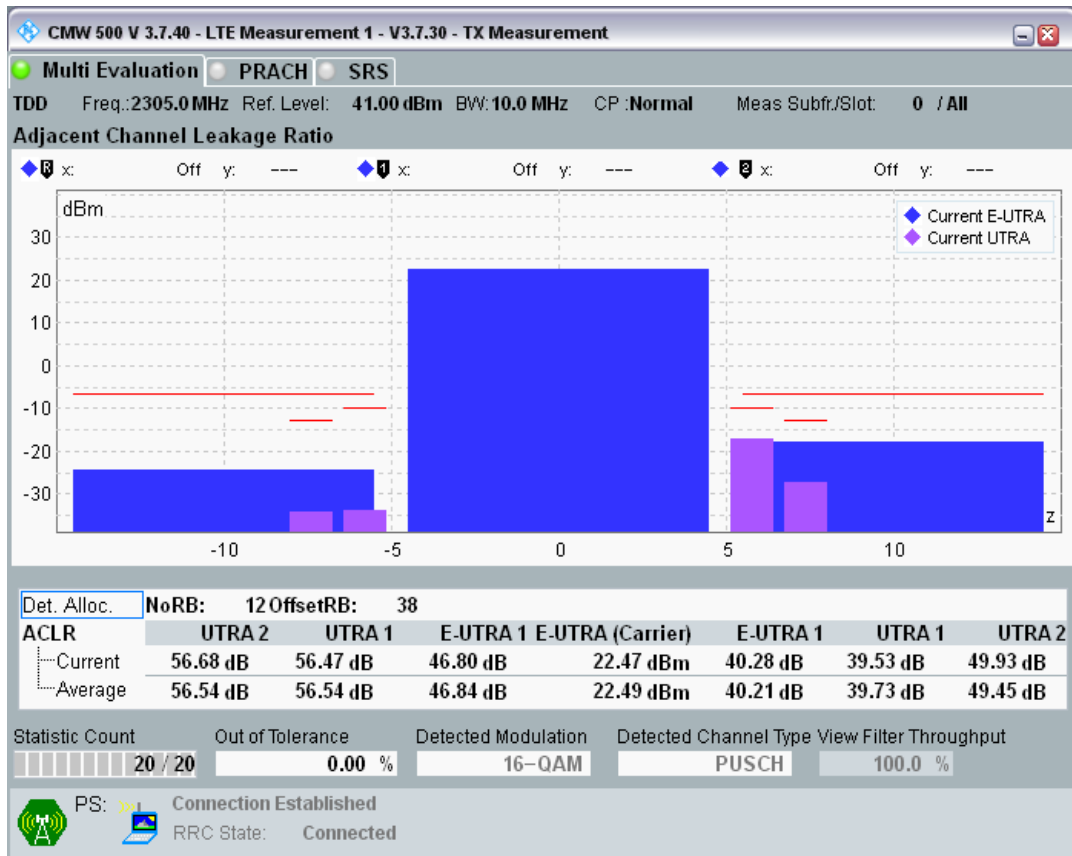 CMW 500 V 3.7.40 - LTE Measurement 1 - V3.7.30 - TX Measurement
Multi Evaluation PRACH SRS
TDD Freq.:2305.0 MHz Ref. Level: 41.00 dBm BW:10.0 MHz CP :Normal Meas Subfr./Slot: 0 / All
Adjacent Channel Leakage Ratio
R x: Off y: --- 1 x: Off y: --- 2 x: Off y: ---
dBm
Current E-UTRA
Current UTRA
30
20
10
0
-10
-20
-30
z
-10 -5 0 5 10
Det. Alloc. NoRB: 12 OffsetRB: 38
ACLR UTRA 2 UTRA 1 E-UTRA 1 E-UTRA (Carrier) E-UTRA 1 UTRA 1 UTRA 2
Current 56.68 dB 56.47 dB 46.80 dB 22.47 dBm 40.28 dB 39.53 dB 49.93 dB
Average 56.54 dB 56.54 dB 46.84 dB 22.49 dBm 40.21 dB 39.73 dB 49.45 dB
Statistic Count Out of Tolerance Detected Modulation Detected Channel Type View Filter Throughput
20 / 20 0.00 % 16-QAM PUSCH 100.0 %
PS: Connection Established
RRC State: Connected